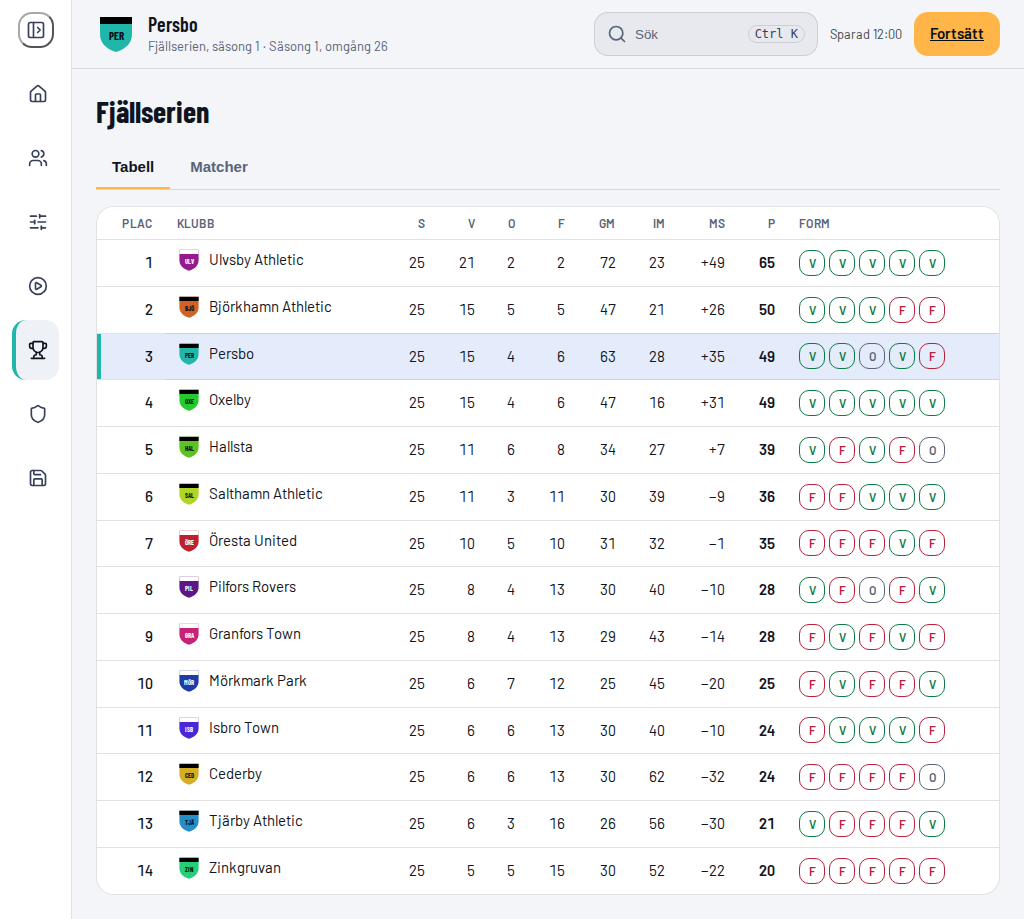 PER
Persbo
Fjällserien, säsong 1 · Säsong 1, omgång 26
Sök
Ctrl K
Sparad 12:00
Fortsätt
Fjällserien
Tabell Matcher
PLAC KLUBB S V O F GM IM MS P FORM
1 ULV Ulvsby Athletic 25 21 2 2 72 23 +49 65 V V V V V
2 BJÖ Björkhamn Athletic 25 15 5 5 47 21 +26 50 V V V F F
3 PER Persbo 25 15 4 6 63 28 +35 49 V V O V F
4 OXE Oxelby 25 15 4 6 47 16 +31 49 V V V V V
5 HAL Hallsta 25 11 6 8 34 27 +7 39 V F V F O
6 SAL Salthamn Athletic 25 11 3 11 30 39 −9 36 F F V V V
7 ÖRE Öresta United 25 10 5 10 31 32 −1 35 F F F V F
8 PIL Pilfors Rovers 25 8 4 13 30 40 −10 28 V F O F V
9 GRA Granfors Town 25 8 4 13 29 43 −14 28 F V F V F
10 MÖR Mörkmark Park 25 6 7 12 25 45 −20 25 F V F F V
11 ISB Isbro Town 25 6 6 13 30 40 −10 24 F V V V F
12 CED Cederby 25 6 6 13 30 62 −32 24 F F F F O
13 TJÄ Tjärby Athletic 25 6 3 16 26 56 −30 21 V F F F V
14 ZIN Zinkgruvan 25 5 5 15 30 52 −22 20 F F F F F